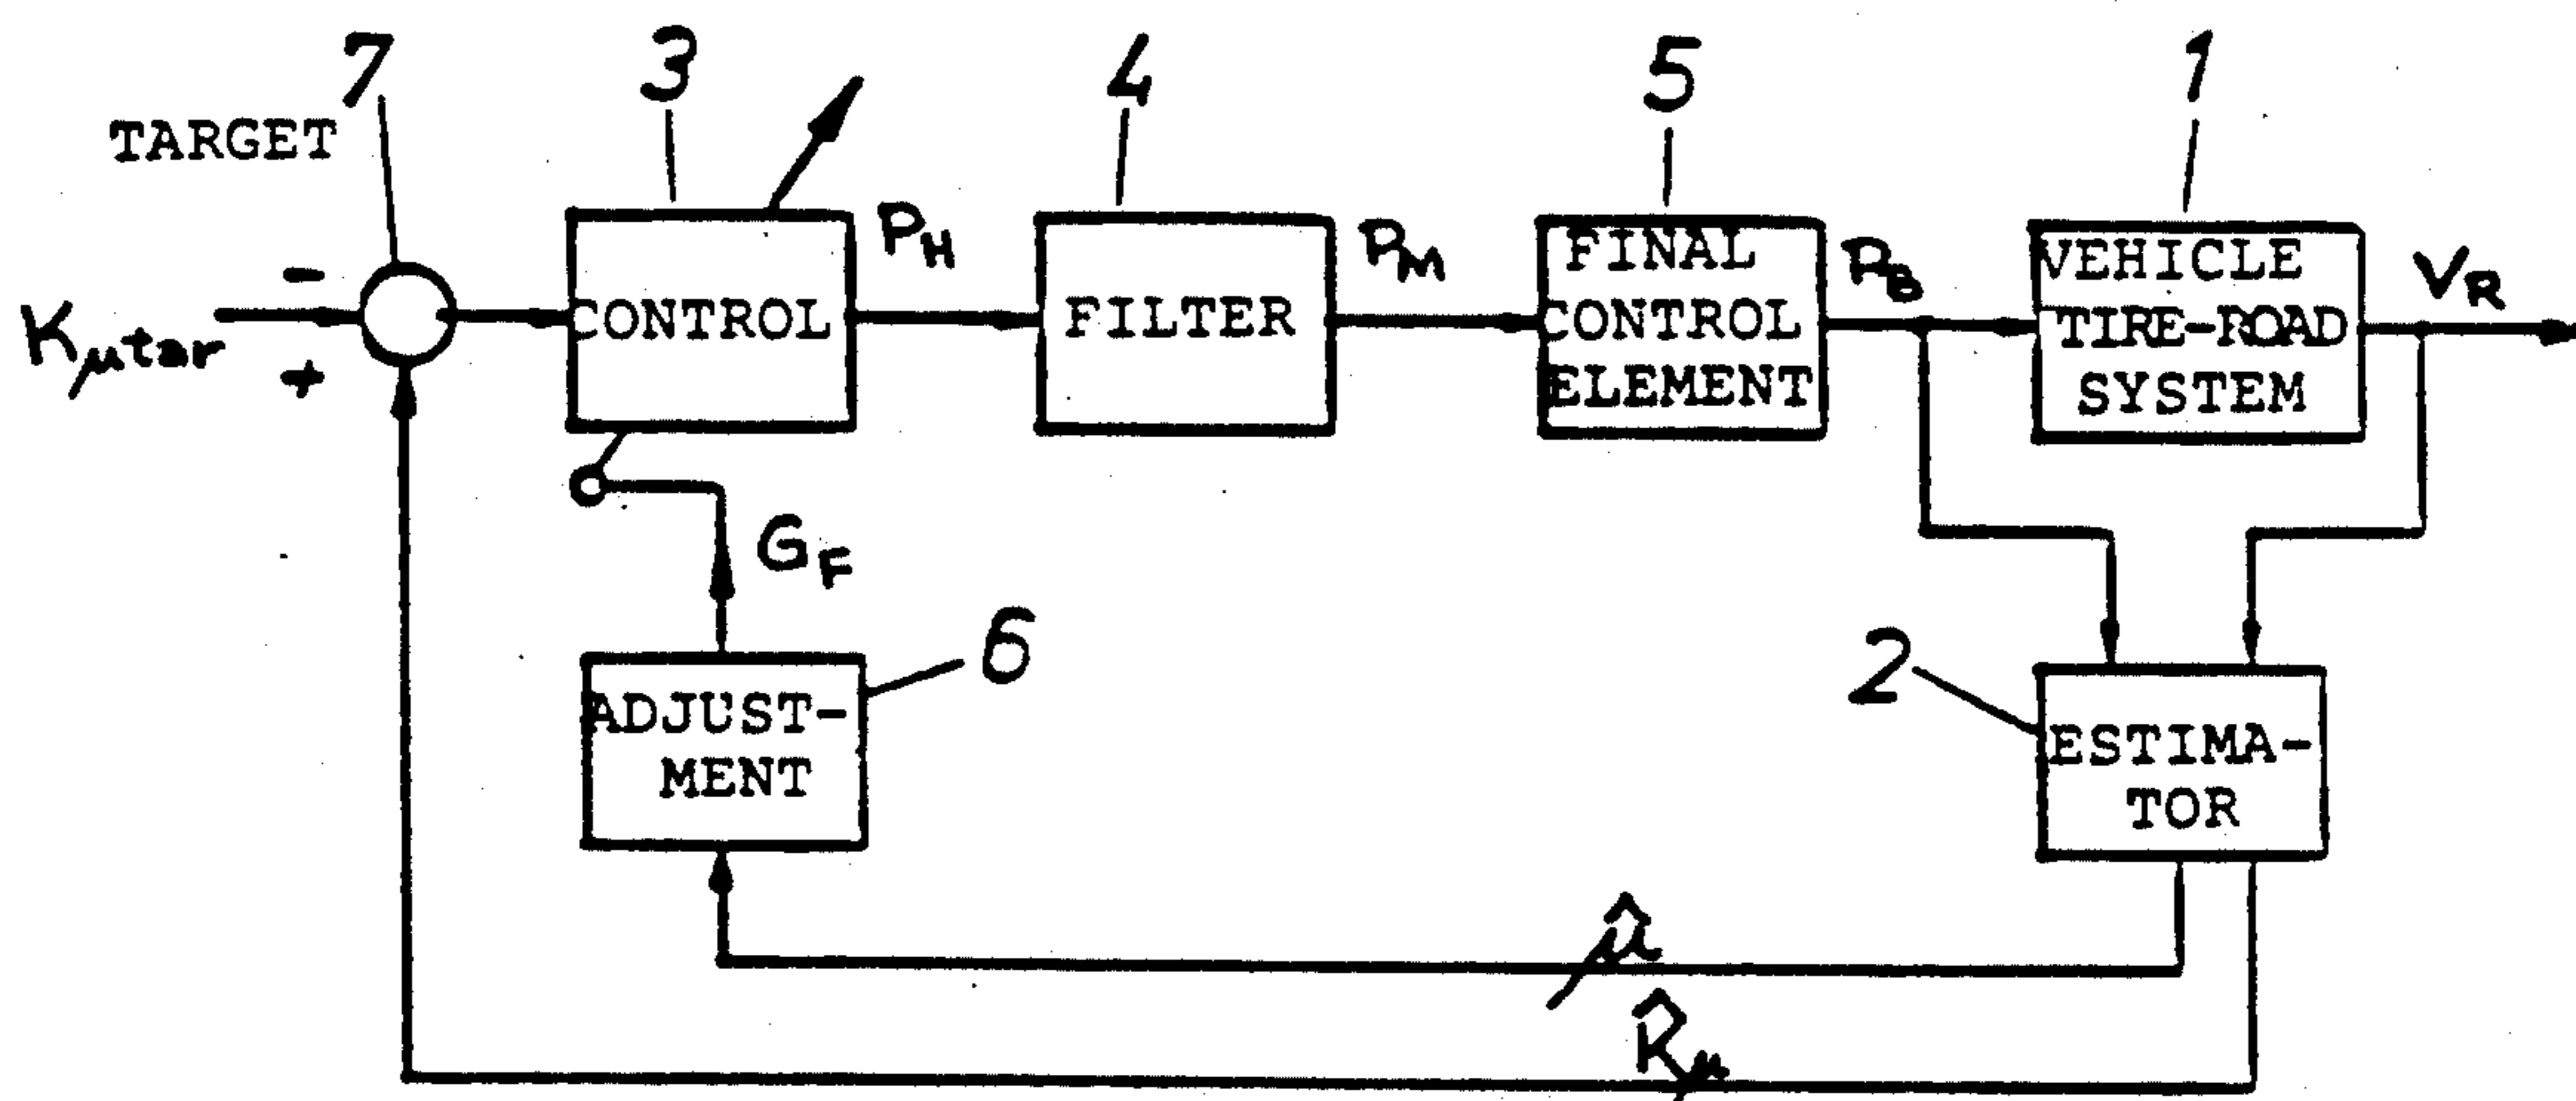 7
3
4
5
1
TARGET
P_H
P_M
P_B
V_R
-
K_μtar
+
CONTROL
FILTER
FINAL
CONTROL
ELEMENT
VEHICLE
TIRE-ROAD
SYSTEM
G_F
6
2
ADJUST-
MENT
ESTIMA-
TOR
μ̂
K̂_μ